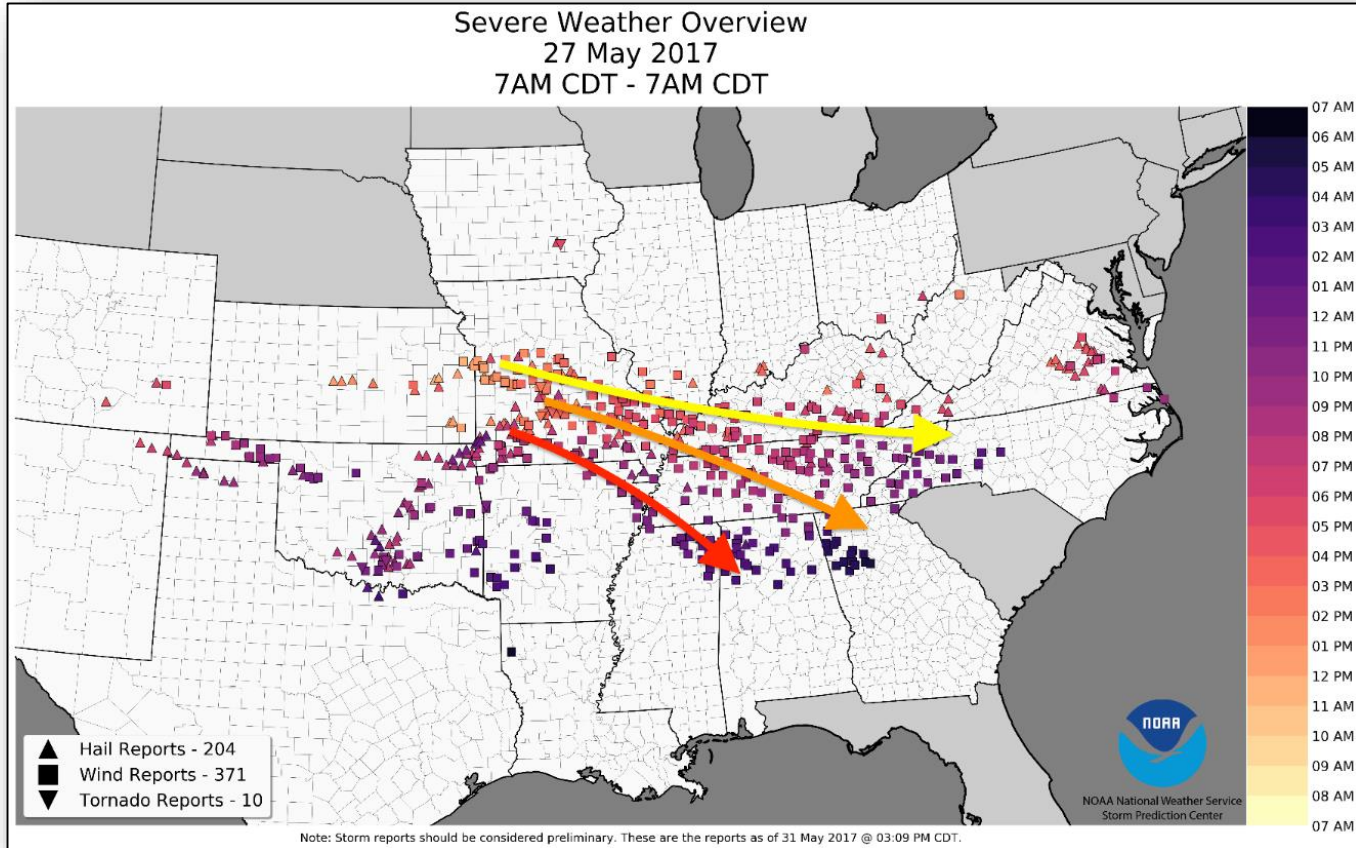 Severe Weather Overview
27 May 2017
7AM CDT - 7AM CDT
07 AM
06 AM
05 AM
04 AM
03 AM
02 AM
01 AM
12 AM
11 PM
10 PM
09 PM
08 PM
07 PM
06 PM
05 PM
04 PM
03 PM
02 PM
01 PM
12 PM
11 AM
10 AM
09 AM
08 AM
07 AM
Hail Reports - 204
Wind Reports - 371
Tornado Reports - 10
NOAA
NOAA National Weather Service
Storm Prediction Center
Note: Storm reports should be considered preliminary. These are the reports as of 31 May 2017 @ 03:09 PM CDT.